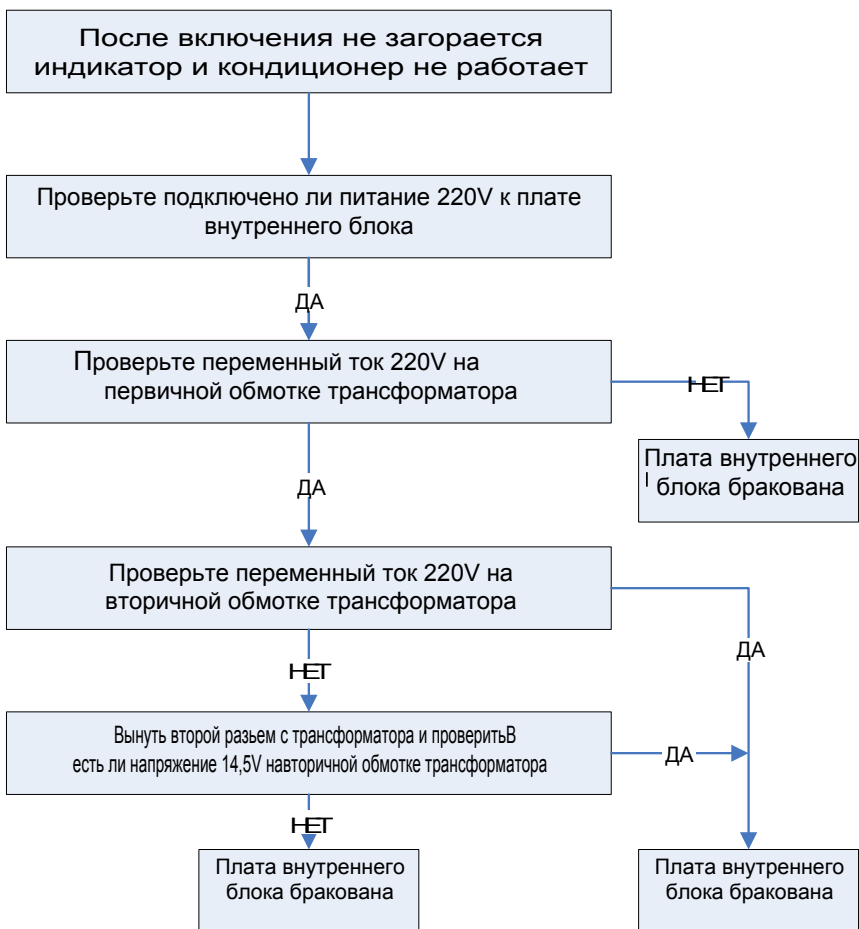 После включения не загорается
индикатор и кондиционер не работает
Проверьте подключено ли питание 220V к плате
внутреннего блока
ДА
Проверьте переменный ток 220V на
первичной обмотке трансформатора
НЕТ
Плата внутреннего
блока бракована
ДА
Проверьте переменный ток 220V на
вторичной обмотке трансформатора
ДА
НЕТ
Вынуть второй разьем с трансформатора и проверитьВ
есть ли напряжение 14,5V навторичной обмотке трансформатора
ДА
НЕТ
Плата внутреннего
блока бракована
Плата внутреннего
блока бракована